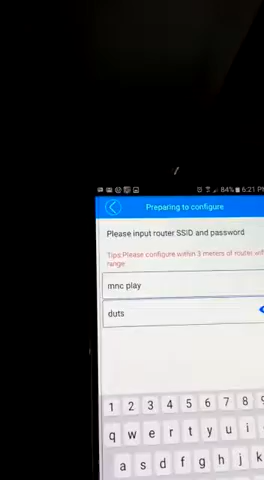 84% 6:21 PM
Preparing to configure
Please input router SSID and password
Tips:Please configure within 3 meters of router wifi
range
mnc play
duts
1 2 3 4 5 6 7 8 9
q w e r t y u i
a s d f g h j k